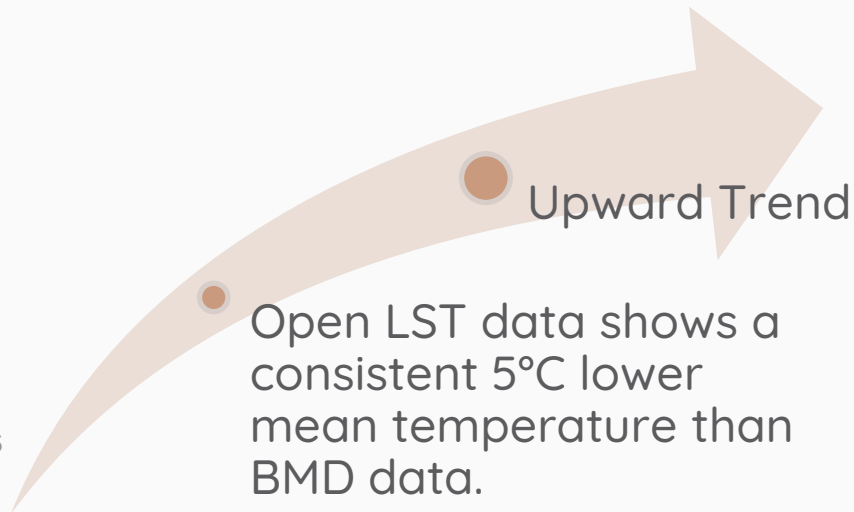 Upward Trend
Open LST data shows a
consistent 5°C lower
mean temperature than
BMD data.